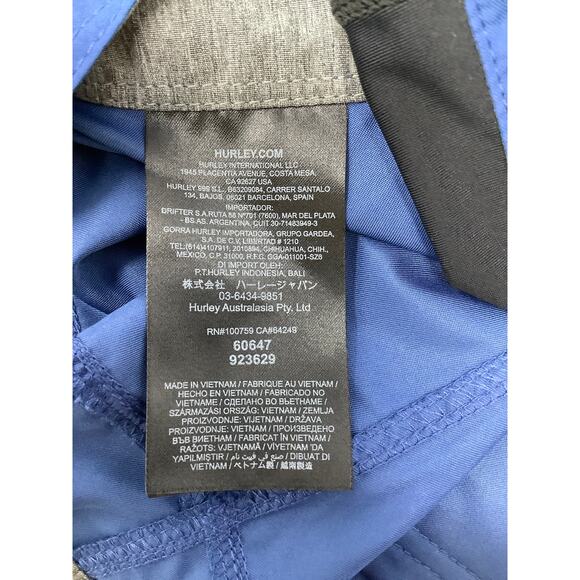 HURLEY.COM
HURLEY INTERNATIONAL LLC
1945 PLACENTIA AVENUE, COSTA MESA,
CA 92627 USA
HURLEY 999 S.L., B63209084, CARRER SANTALO
134, BAJOS, 06021 BARCELONA, SPAIN
IMPORTADOR:
DRIFTER S.A. RUTA 88 Nº701 (7600), MAR DEL PLATA
- BS.AS. ARGENTINA, CUIT 30-71483949-3
GORRA HURLEY IMPORTADORA, GRUPO GARDEA,
S.A. DE C.V, LIBERTAD # 1210
TEL:(614)4107911, 2010894, CHIHUAHUA, CHIH.,
MEXICO, C.P. 31000, R.F.C. GGA-011001-SZ8
DI IMPORT OLEH:
P.T.HURLEY INDONESIA, BALI
株式会社 ハーレージャパン
03-6434-9851
Hurley Australasia Pty. Ltd
RN#100759 CA#64249
60647
923629
MADE IN VIETNAM / FABRIQUE AU VIETNAM /
HECHO EN VIETNAM / FABRICADO NO
VIETNAME / СДЕЛАНО ВО ВЬЕТНАМЕ /
SZÁRMAZÁSI ORSZÁG: VIETNAM / ZEMLJA
PROIZVODNJE: VIJETNAM / DRŽAVA
PROIZVODNJE: VIETNAM / ПРОИЗВЕДЕНО
ВЪВ ВИЕТНАМ / FABRICAT ÎN VIETNAM /
RAŽOTS: VJETNAMĀ / VİYETNAM 'DA
YAPILMIŞTIR / صنع في فيت نام / DIBUAT DI
VIETNAM / ベトナム製 / 越南製造